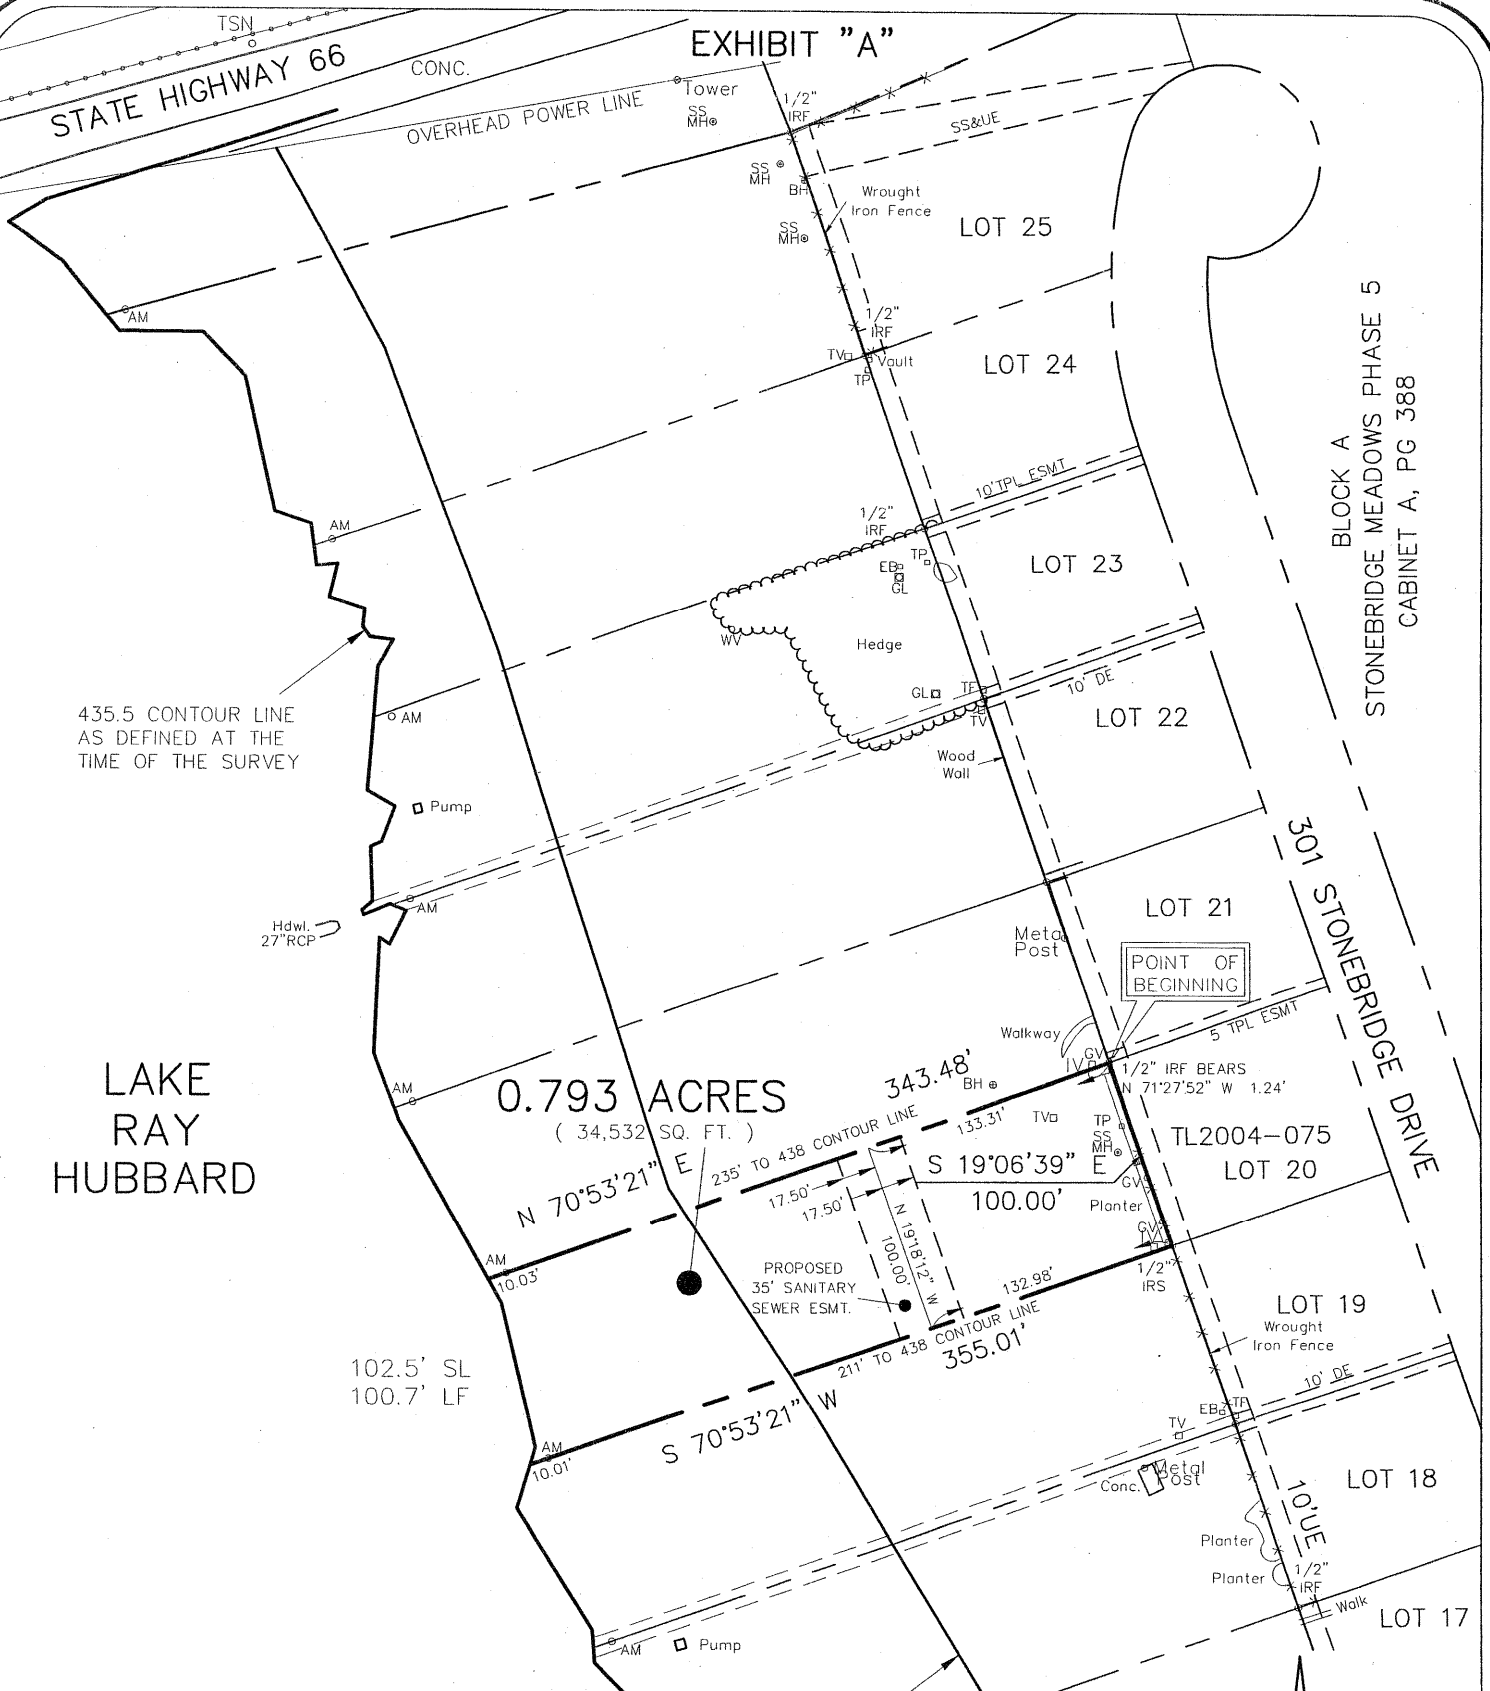 EXHIBIT "A"
TSN
STATE HIGHWAY 66
CONC.
OVERHEAD POWER LINE
Tower
SS
MH
1/2"
IRF
SS&UE
SS
MH
BH
Wrought
Iron Fence
SS
MH
LOT 25
AM
1/2"
IRF
TV
Vault
TP
LOT 24
BLOCK A
STONEBRIDGE MEADOWS PHASE 5
CABINET A, PG 388
10'TPL ESMT
1/2"
IRF
AM
TP
EB
GL
LOT 23
WV
Hedge
GL
TF
TV
10' DE
435.5 CONTOUR LINE
AS DEFINED AT THE
TIME OF THE SURVEY
AM
LOT 22
Wood
Wall
Pump
301 STONEBRIDGE DRIVE
AM
LOT 21
Hdwl.
27"RCP
Metal
Post
POINT OF
BEGINNING
5 TPL ESMT
Walkway
GV
IV
1/2" IRF BEARS
N 71°27'52" W 1.24'
LAKE
RAY
HUBBARD
AM
0.793 ACRES
( 34,532 SQ. FT. )
343.48'
BH
133.31'
TV
TP
SS
MH
TL2004-075
LOT 20
N 70°53'21" E
235' TO 438 CONTOUR LINE
S 19°06'39" E
100.00'
17.50'
17.50'
N 19°18'12" W
100.00'
GV
Planter
GV
IV
AM
10.03'
PROPOSED
35' SANITARY
SEWER ESMT.
132.98'
1/2"
IRS
LOT 19
Wrought
Iron Fence
211' TO 438 CONTOUR LINE
355.01'
102.5' SL
100.7' LF
S 70°53'21" W
10' DE
EB
TF
TV
AM
10.01'
Metal
Post
Conc.
LOT 18
10'UE
Planter
Planter
1/2"
IRF
Walk
LOT 17
AM
Pump